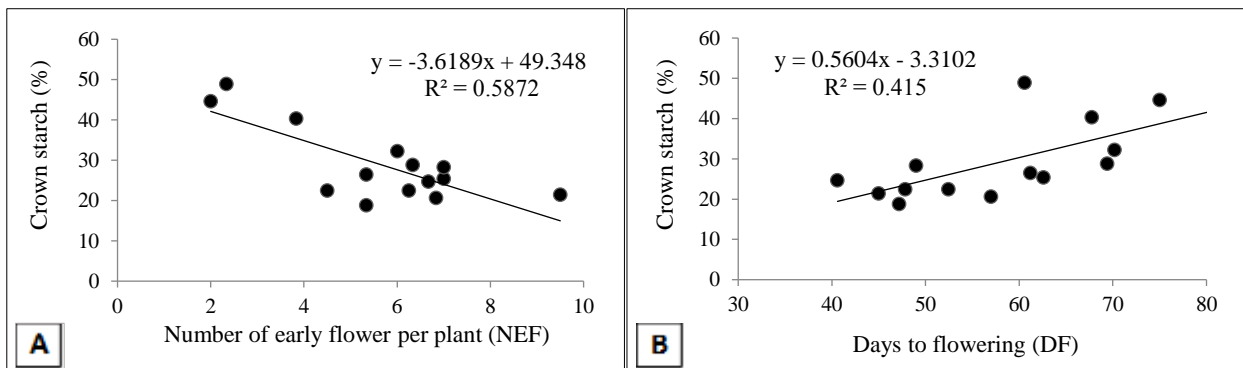 60
50
40
30
20
10
0
Crown starch (%)
y = -3.6189x + 49.348
R² = 0.5872
0 2 4 6 8 10
Number of early flower per plant (NEF)
A
60
50
40
30
20
10
0
Crown starch (%)
y = 0.5604x - 3.3102
R² = 0.415
30 40 50 60 70 80
Days to flowering (DF)
B